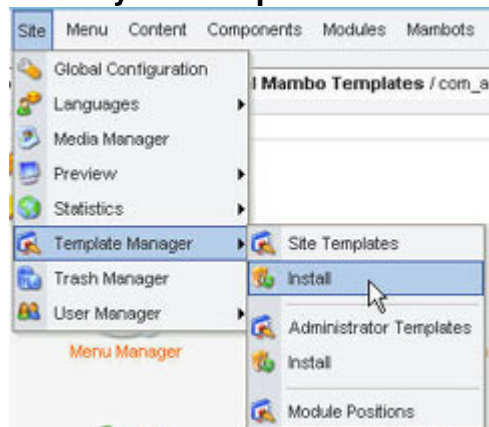 Site Menu Content Components Modules Mambots
Global Configuration
l Mambo Templates / com_a
Languages
Media Manager
Preview
Statistics
Template Manager
Site Templates
Trash Manager
Install
User Manager
Administrator Templates
Menu Manager
Install
Module Positions